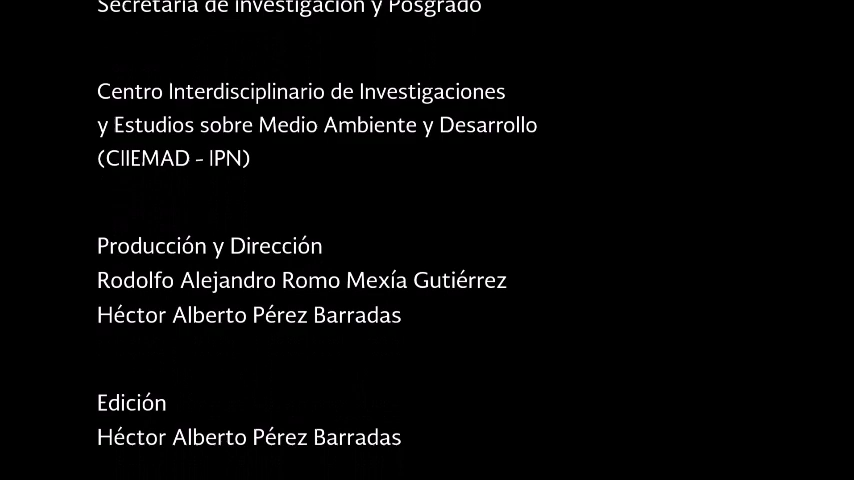 Secretaría de Investigación y Posgrado
Centro Interdisciplinario de Investigaciones
y Estudios sobre Medio Ambiente y Desarrollo
(CIIEMAD - IPN)
Producción y Dirección
Rodolfo Alejandro Romo Mexía Gutiérrez
Héctor Alberto Pérez Barradas
Edición
Héctor Alberto Pérez Barradas